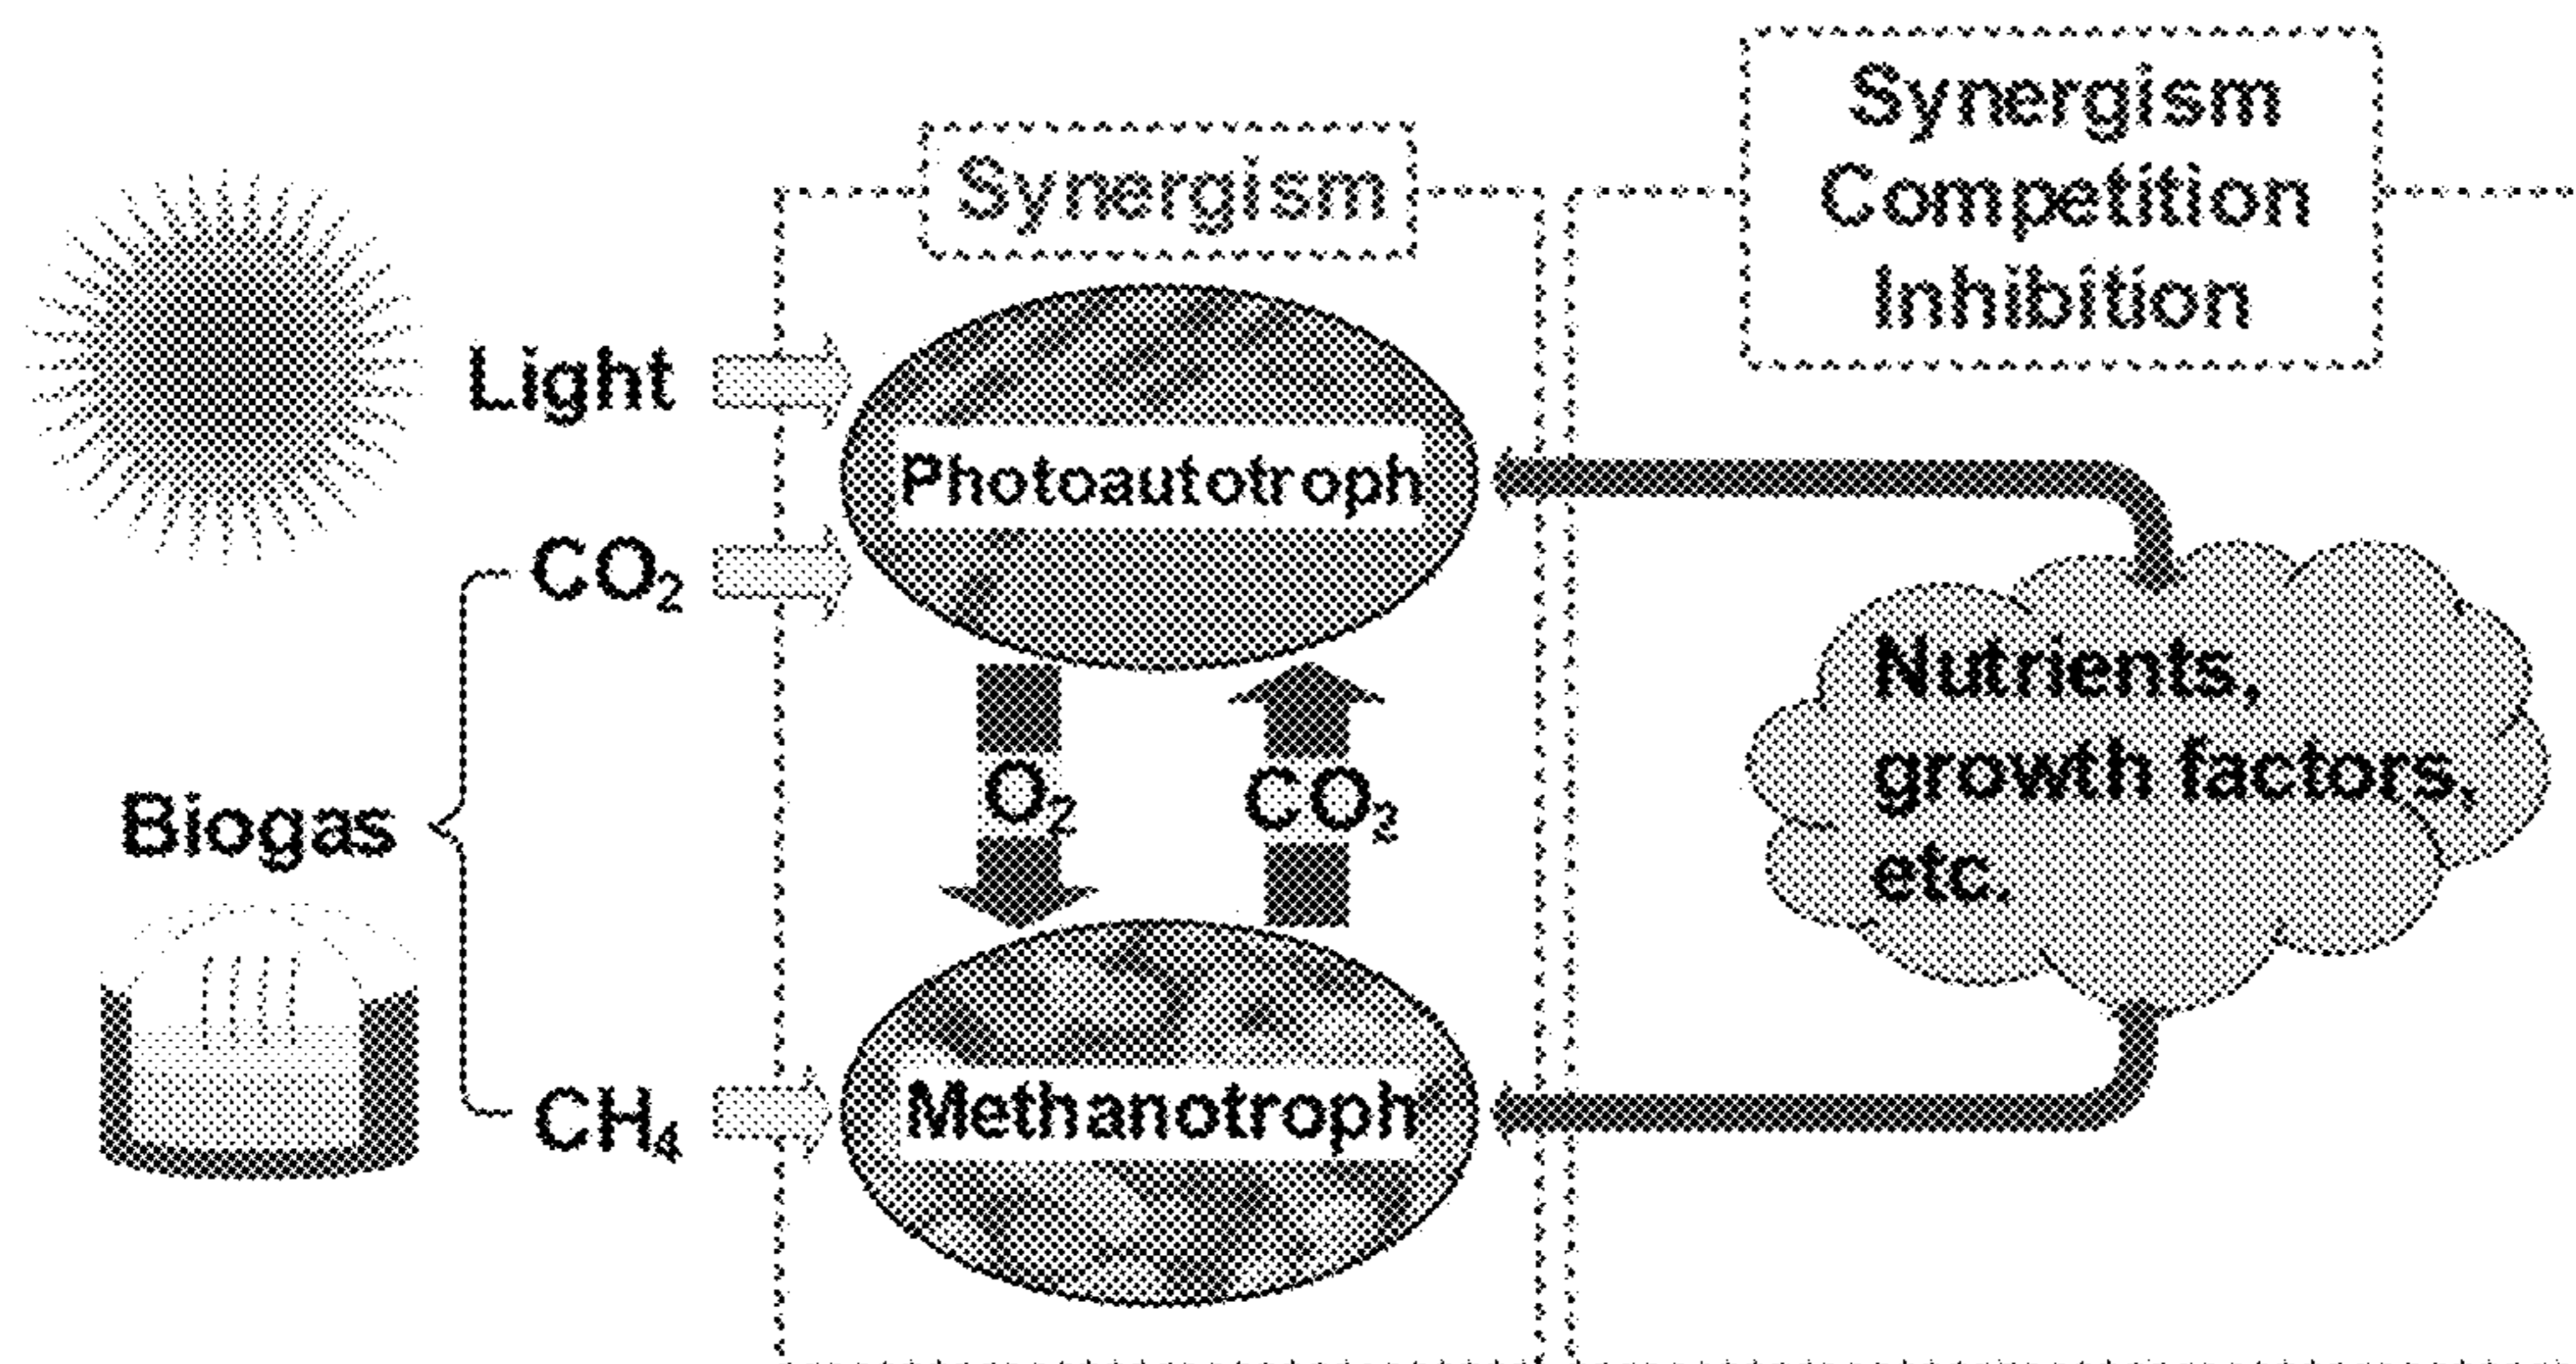 Synergism
Synergism
Competition
Inhibition
Light
Photoautotroph
CO₂
Biogas
O₂
CO₂
Nutrients,
growth factors,
etc.
CH₄
Methanotroph